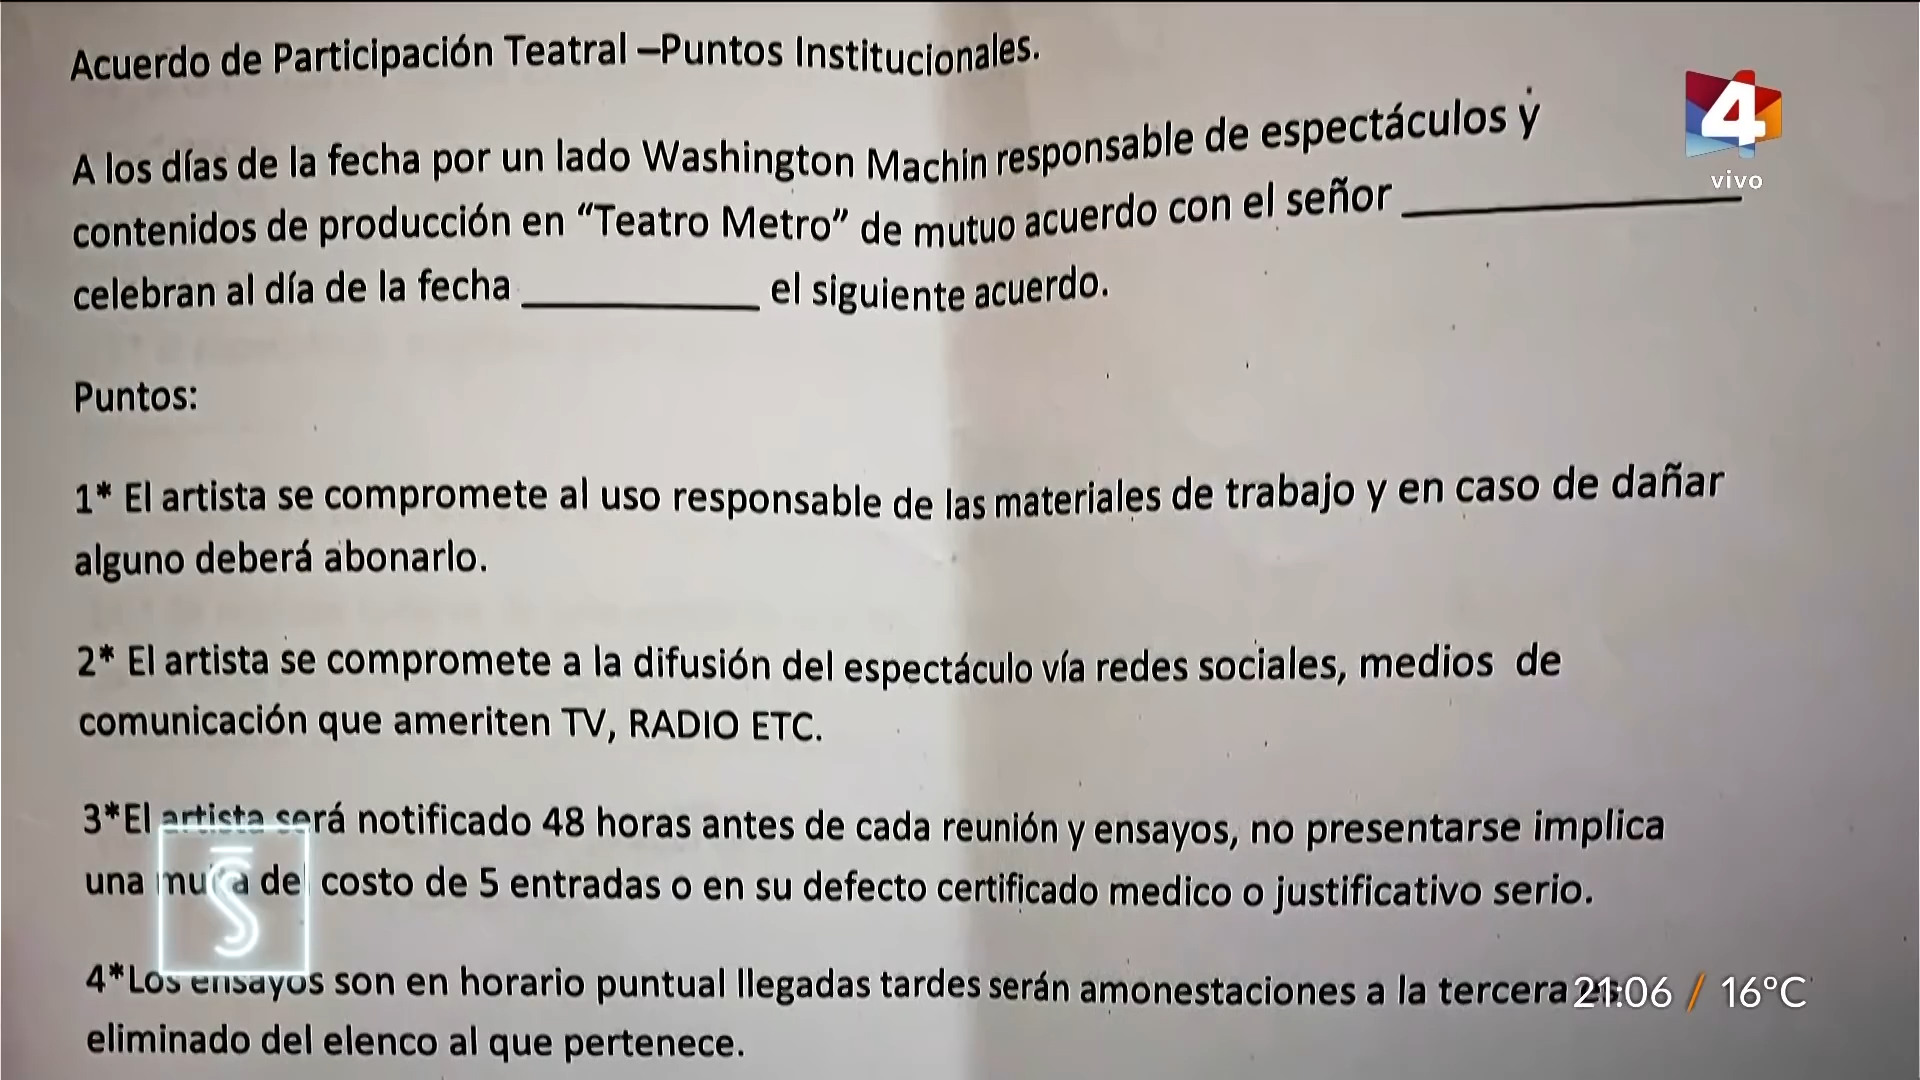 Acuerdo de Participación Teatral –Puntos Institucionales.
4
vivo
A los días de la fecha por un lado Washington Machin responsable de espectáculos y
contenidos de producción en “Teatro Metro” de mutuo acuerdo con el señor
celebran al día de la fecha __________ el siguiente acuerdo.
Puntos:
1* El artista se compromete al uso responsable de las materiales de trabajo y en caso de dañar
alguno deberá abonarlo.
2* El artista se compromete a la difusión del espectáculo vía redes sociales, medios de
comunicación que ameriten TV, RADIO ETC.
3*El artista será notificado 48 horas antes de cada reunión y ensayos, no presentarse implica
una multa del costo de 5 entradas o en su defecto certificado medico o justificativo serio.
4*Los ensayos son en horario puntual llegadas tardes serán amonestaciones a la tercera
21:06 / 16°C
eliminado del elenco al que pertenece.